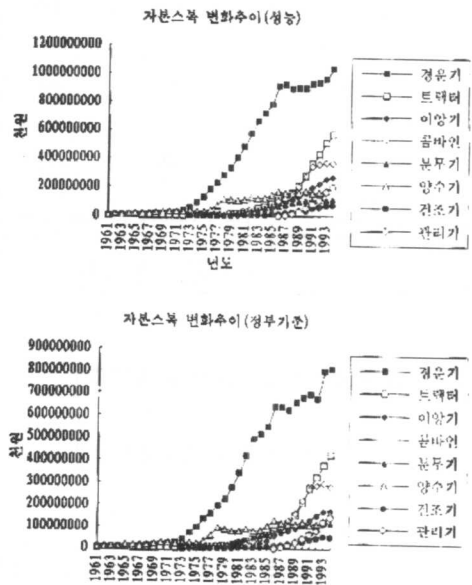 자본스톡 변화추이(성능)
1200000000
1000000000
800000000
600000000
400000000
200000000
0
천원
1961
1963
1965
1967
1969
1971
1973
1975
1977
1979
1981
1983
1985
1987
1989
1991
1993
년도
경운기
트랙터
이앙기
콤바인
분무기
양수기
건조기
관리기
자본스톡 변화추이(정부기준)
900000000
800000000
700000000
600000000
500000000
400000000
300000000
200000000
100000000
0
천원
1961
1963
1965
1967
1969
1971
1973
1975
1977
1979
1981
1983
1985
1987
1989
1991
1993
경운기
트랙터
이앙기
콤바인
분무기
양수기
건조기
관리기